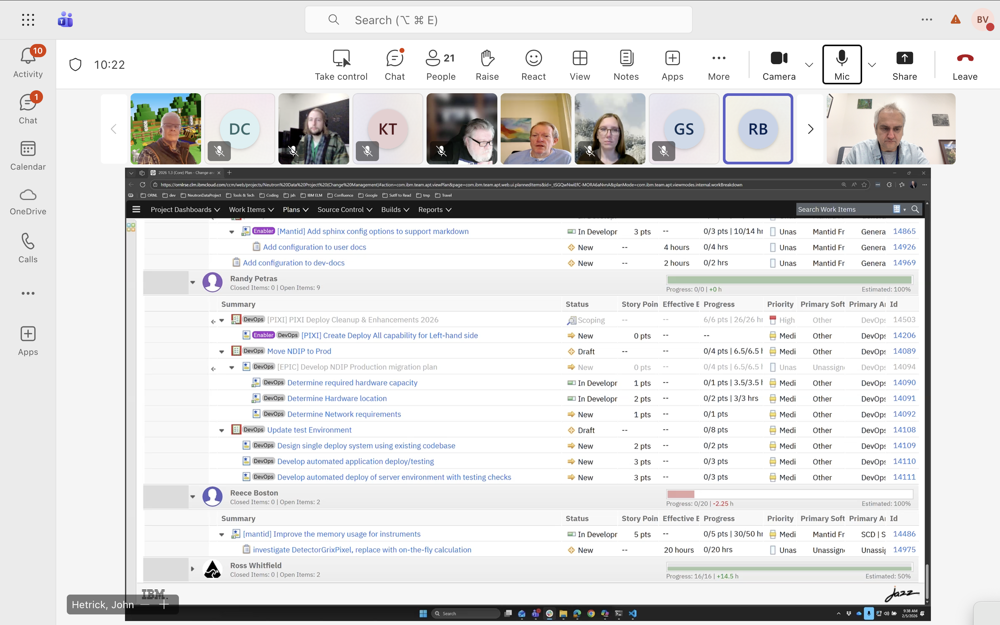 Search (⌥ ⌘ E)
BV
10
Activity
1
Chat
Calendar
OneDrive
Calls
Apps
10:22
Take control
Chat
21
People
Raise
React
View
Notes
Apps
More
Camera
Mic
Share
Leave
DC
KT
GS
RB
2026 1.3 (Core) Plan - Change an
https://ornlrse.clm.ibmcloud.com/ccm/web/projects/Neutron%20Data%20Project%20(Change%20Management)#action=com.ibm.team.apt.viewPlan&page=com.ibm.team.apt.web.ui.plannedItems&id=_tSGQwNwiEfC-MORA6aNvnA&planMode=com.ibm.team.apt.viewmodes.internal.workBreakdown
ORNL dev NeutronDataProject Tools & Tech Coding jxh IBM ELM Confluence Google Sutff to Read tmp Travel
Project Dashboards Work Items Plans Source Control Builds Reports Search Work Items
Enabler [Mantid] Add sphinx config options to support markdown In Developr 3 pts -- 0/3 pts | 10/14 hr Unas Mantid Fr Genera 14865
Add configuration to user docs New -- 4 hours 0/4 hrs Unas Mantid Fr Genera 14926
Add configuration to dev-docs New -- 2 hours 0/2 hrs Unas Mantid Fr Genera 14969
Randy Petras
Closed Items: 0 | Open Items: 9 Progress: 0/0 | +0 h Estimated: 100%
Summary Status Story Poin Effective E Progress Priority Primary Soft Primary Ar Id
DevOps [PIXI] PIXI Deploy Cleanup & Enhancements 2026 Scoping -- -- 6/6 pts | 26/26 hr High Other DevOps 14503
Enabler DevOps [PIXI] Create Deploy All capability for Left-hand side New 0 pts -- -- Medi Other DevOps 14206
DevOps Move NDIP to Prod Draft -- -- 0/4 pts | 6.5/6.5 h Medi Other DevOps 14089
DevOps [EPIC] Develop NDIP Production migration plan New 0 pts -- 0/4 pts | 6.5/6.5 h Unas Unassign DevOps 14094
DevOps Determine required hardware capacity In Developr 1 pts -- 0/1 pts | 3.5/3.5 h Medi Other DevOps 14090
DevOps Determine Hardware location In Developr 2 pts -- 0/2 pts | 3/3 hrs Medi Other DevOps 14091
DevOps Determine Network requirements New 1 pts -- 0/1 pts Medi Other DevOps 14092
DevOps Update test Environment Draft -- -- 0/8 pts Medi Other DevOps 14108
DevOps Design single deploy system using existing codebase New 2 pts -- 0/2 pts Medi Other DevOps 14109
DevOps Develop automated application deploy/testing New 3 pts -- 0/3 pts Medi Other DevOps 14110
DevOps Develop automated deploy of server environment with testing checks New 3 pts -- 0/3 pts Medi Other DevOps 14111
Reece Boston
Closed Items: 0 | Open Items: 2 Progress: 0/20 | -2.25 h Estimated: 100%
Summary Status Story Poin Effective E Progress Priority Primary Soft Primary Ar Id
[mantid] Improve the memory usage for instruments In Developr 5 pts -- 0/5 pts | 30/50 hr Medi Mantid Fr SCD | S 14486
investigate DetectorGrixPixel, replace with on-the-fly calculation New -- 20 hours 0/20 hrs Unas Unassign Unassig 14975
Ross Whitfield
Closed Items: 0 | Open Items: 2 Progress: 16/16 | +14.5 h Estimated: 50%
IBM.
jazz
Hetrick, John
Search
9:38 AM
2/5/2026